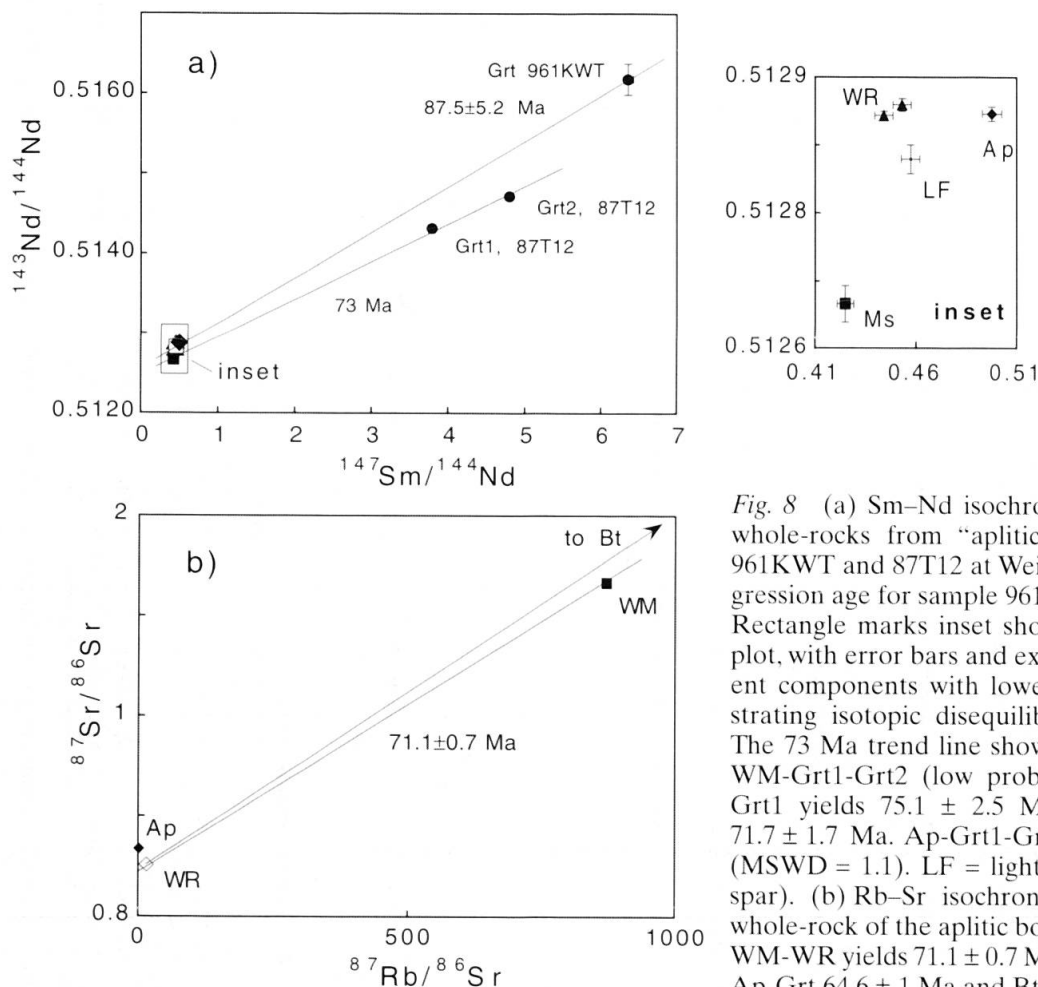 a)
0.5160
0.5140
0.5120
143Nd/144Nd
Grt 961KWT
87.5±5.2 Ma
Grt2, 87T12
Grt1, 87T12
73 Ma
inset
0 1 2 3 4 5 6 7
147Sm/144Nd
0.5129
WR
Ap
LF
0.5128
Ms
inset
0.5126
0.41 0.46 0.51
b)
2
1
0.8
87Sr/86Sr
to Bt
WM
71.1±0.7 Ma
Ap
WR
0 500 1000
87Rb/86Sr
Fig. 8 (a) Sm–Nd isochro
whole-rocks from “aplitic
961KWT and 87T12 at Wei
gression age for sample 961
Rectangle marks inset sho
plot, with error bars and ex
ent components with lowe
strating isotopic disequilib
The 73 Ma trend line show
WM-Grt1-Grt2 (low prob
Grt1 yields 75.1 ± 2.5 M
71.7 ± 1.7 Ma. Ap-Grt1-Gr
(MSWD = 1.1). LF = light
spar). (b) Rb–Sr isochron
whole-rock of the aplitic bo
WM-WR yields 71.1 ± 0.7 M
Ap-Grt 64.6 ± 1 Ma and Bt